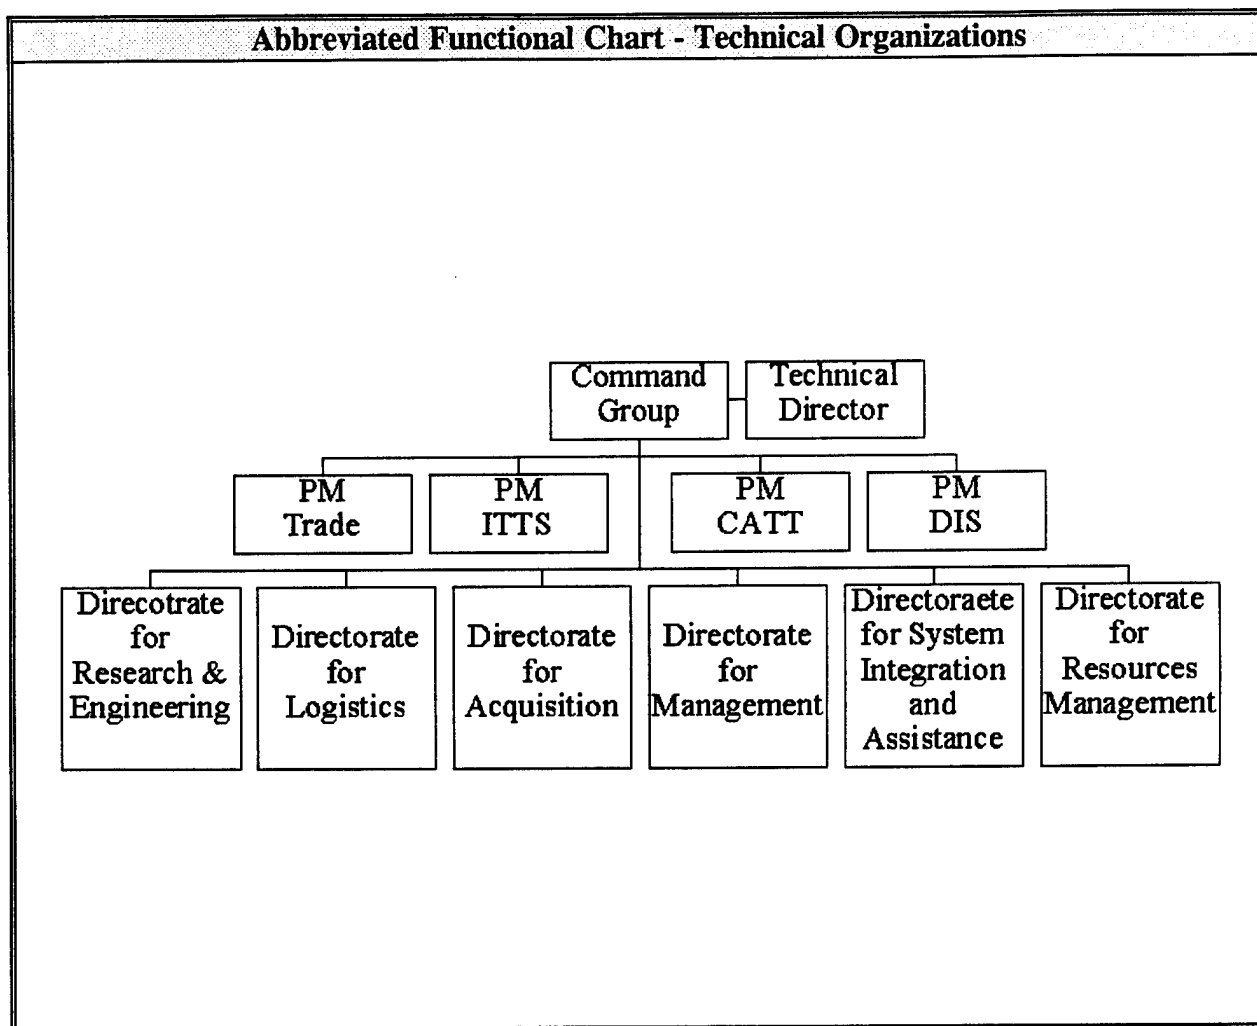 Abbreviated Functional Chart - Technical Organizations
Command
Group
Technical
Director
PM
Trade
PM
ITTS
PM
CATT
PM
DIS
Direcotrate
for
Research &
Engineering
Directorate
for
Logistics
Directorate
for
Acquisition
Directorate
for
Management
Directoraete
for System
Integration
and
Assistance
Directorate
for
Resources
Management